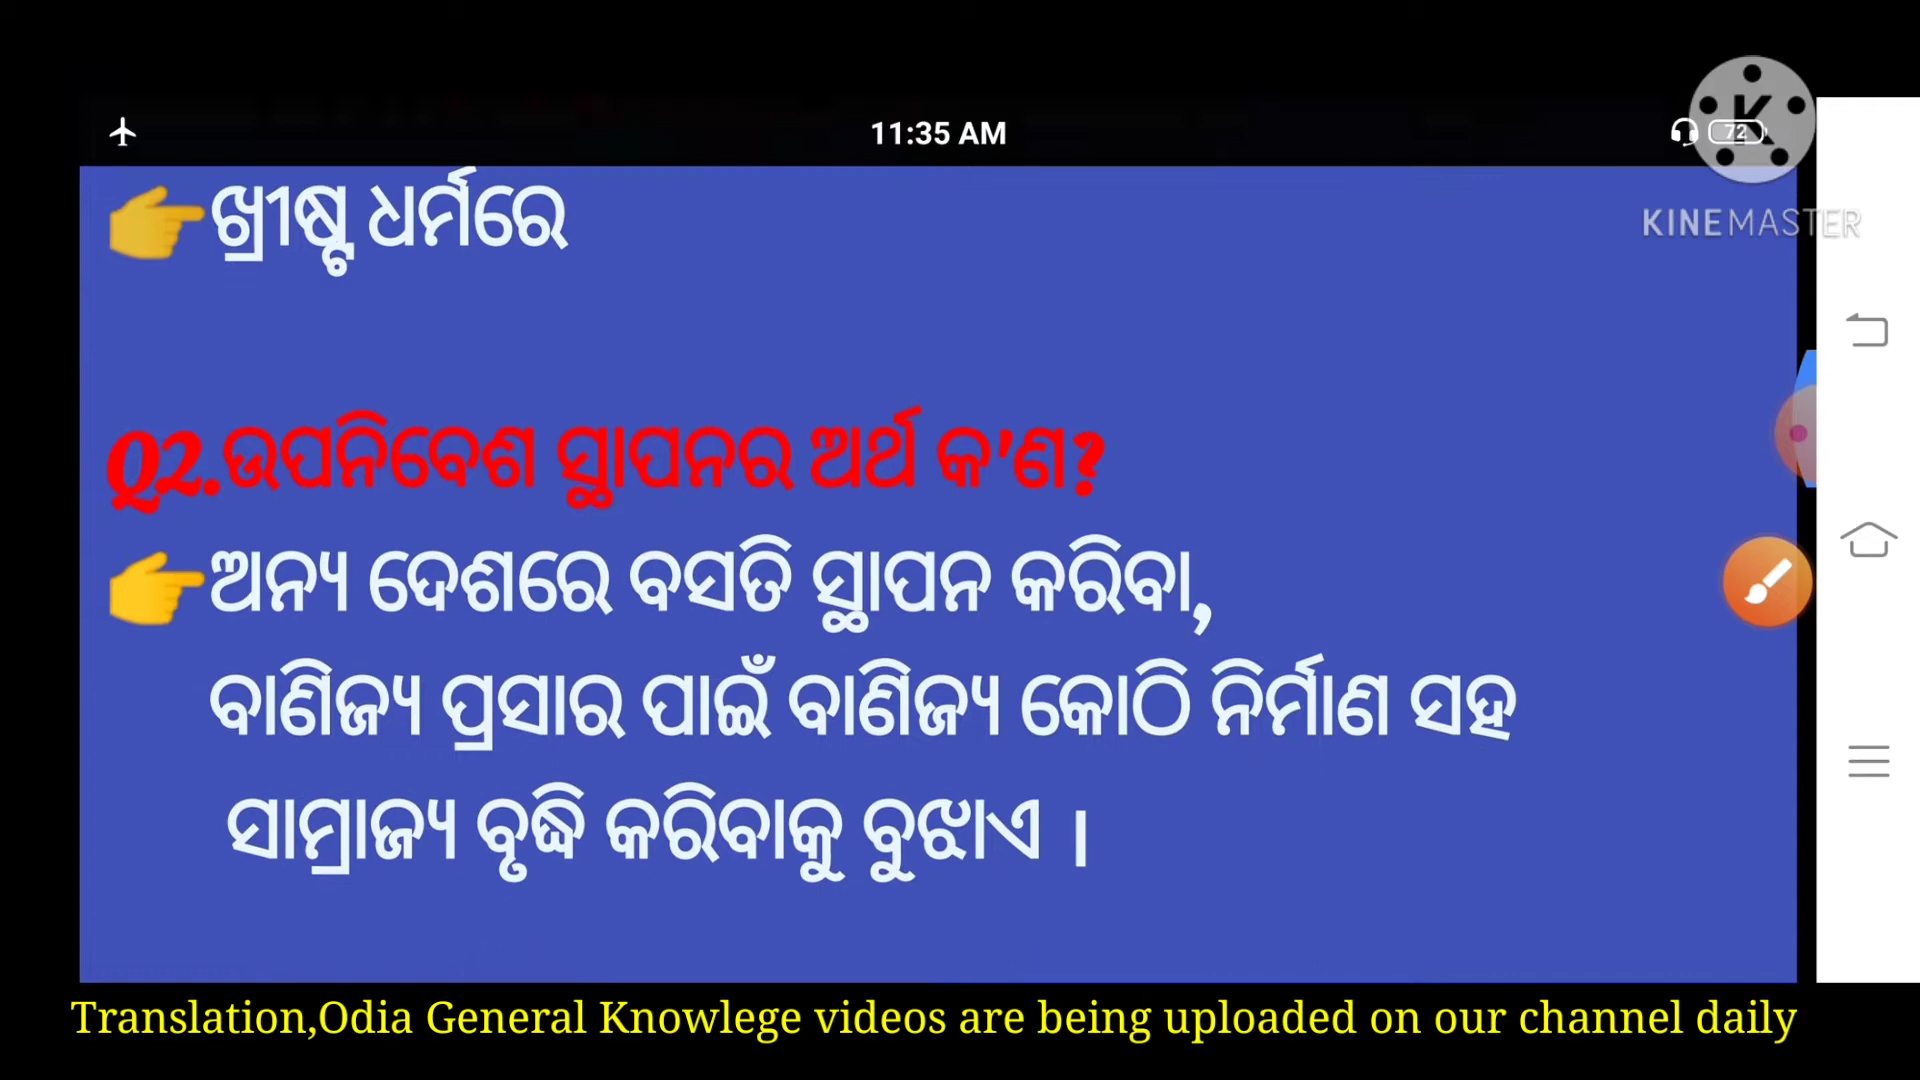 11:35 AM
72
KINEMASTER
ଖ୍ରୀଷ୍ଟ ଧର୍ମରେ
Q2.ଉପନିବେଶ ସ୍ଥାପନର ଅର୍ଥ କ'ଣ?
ଅନ୍ୟ ଦେଶରେ ବସତି ସ୍ଥାପନ କରିବା,
ବାଣିଜ୍ୟ ପ୍ରସାର ପାଇଁ ବାଣିଜ୍ୟ କୋଠି ନିର୍ମାଣ ସହ
ସାମ୍ରାଜ୍ୟ ବୃଦ୍ଧି କରିବାକୁ ବୁଝାଏ ।
Translation,Odia General Knowlege videos are being uploaded on our channel daily